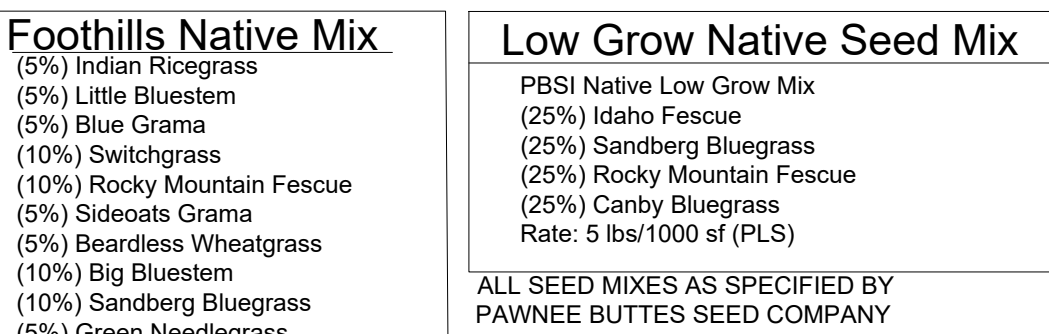 Foothills Native Mix
(5%) Indian Ricegrass
(5%) Little Bluestem
(5%) Blue Grama
(10%) Switchgrass
(10%) Rocky Mountain Fescue
(5%) Sideoats Grama
(5%) Beardless Wheatgrass
(10%) Big Bluestem
(10%) Sandberg Bluegrass
(5%) Green Needlegrass
Low Grow Native Seed Mix
PBSI Native Low Grow Mix
(25%) Idaho Fescue
(25%) Sandberg Bluegrass
(25%) Rocky Mountain Fescue
(25%) Canby Bluegrass
Rate: 5 lbs/1000 sf (PLS)
ALL SEED MIXES AS SPECIFIED BY
PAWNEE BUTTES SEED COMPANY